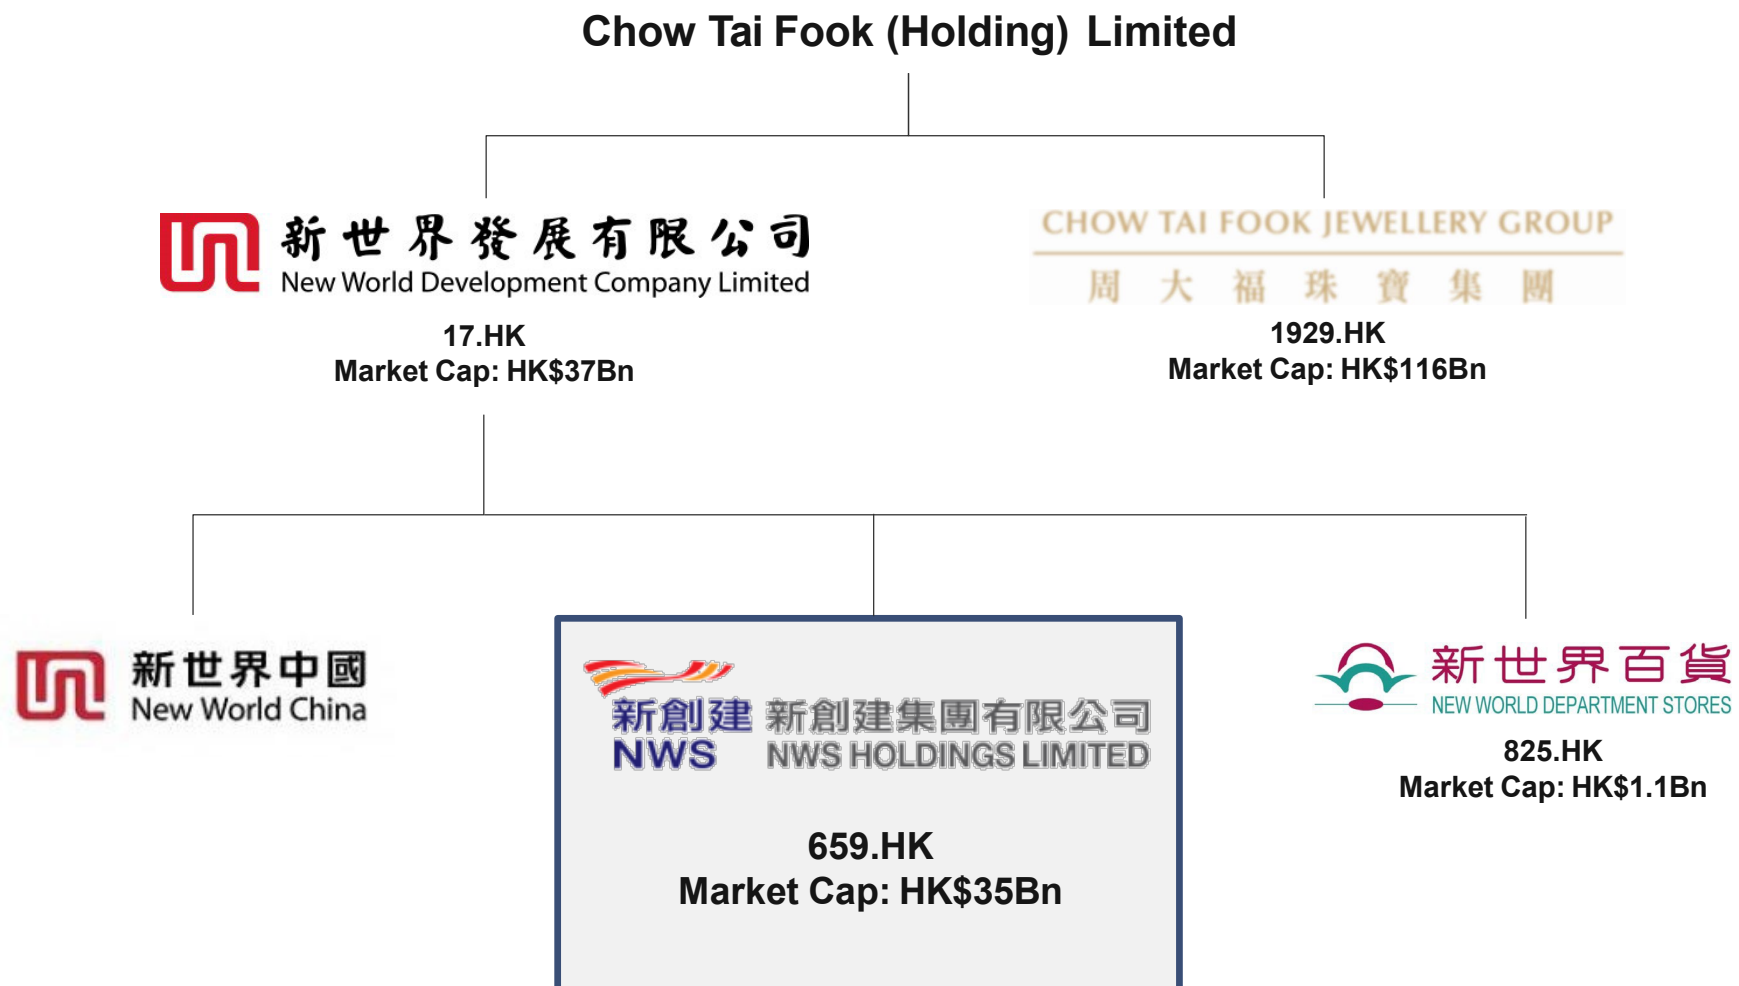 Chow Tai Fook (Holding) Limited
新世界發展有限公司
New World Development Company Limited
17.HK
Market Cap: HK$37Bn
CHOW TAI FOOK JEWELLERY GROUP
周大福珠寶集團
1929.HK
Market Cap: HK$116Bn
新世界中國
New World China
新創建
NWS
新創建集團有限公司
NWS HOLDINGS LIMITED
659.HK
Market Cap: HK$35Bn
新世界百貨
NEW WORLD DEPARTMENT STORES
825.HK
Market Cap: HK$1.1Bn